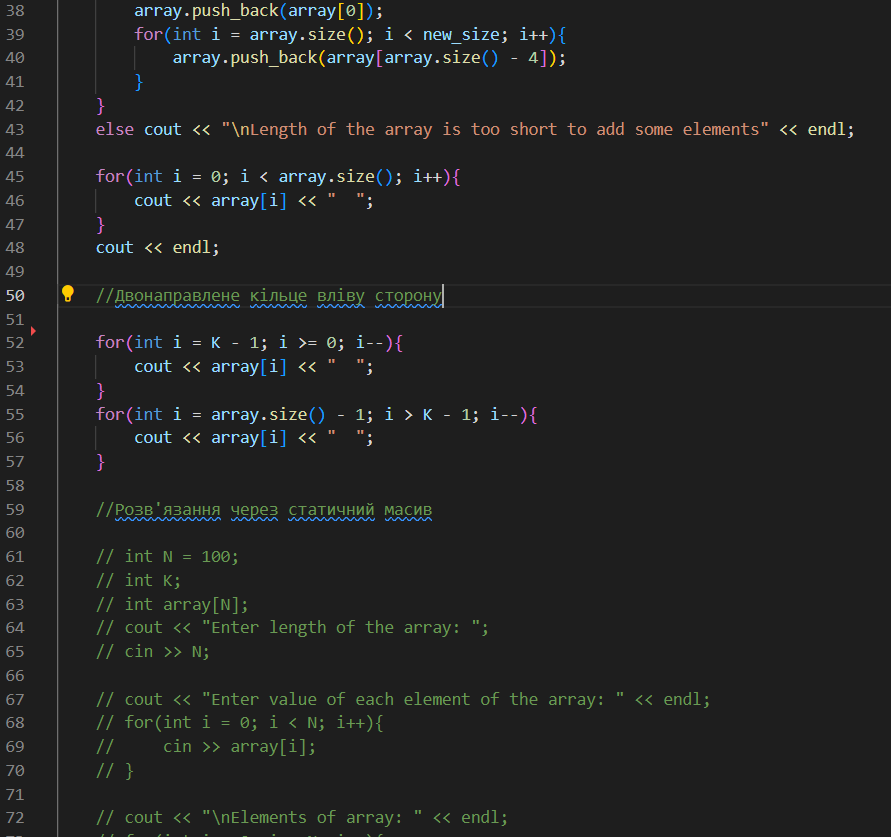 38 array.push_back(array[0]);
39 for(int i = array.size(); i < new_size; i++){
40 array.push_back(array[array.size() - 4]);
41 }
42 }
43 else cout << "\nLength of the array is too short to add some elements" << endl;
44
45 for(int i = 0; i < array.size(); i++){
46 cout << array[i] << "  ";
47 }
48 cout << endl;
49
50 //Двонаправлене кільце вліву сторону
51
52 for(int i = K - 1; i >= 0; i--){
53 cout << array[i] << "  ";
54 }
55 for(int i = array.size() - 1; i > K - 1; i--){
56 cout << array[i] << "  ";
57 }
58
59 //Розв'язання через статичний масив
60
61 // int N = 100;
62 // int K;
63 // int array[N];
64 // cout << "Enter length of the array: ";
65 // cin >> N;
66
67 // cout << "Enter value of each element of the array: " << endl;
68 // for(int i = 0; i < N; i++){
69 //     cin >> array[i];
70 // }
71
72 // cout << "\nElements of array: " << endl;